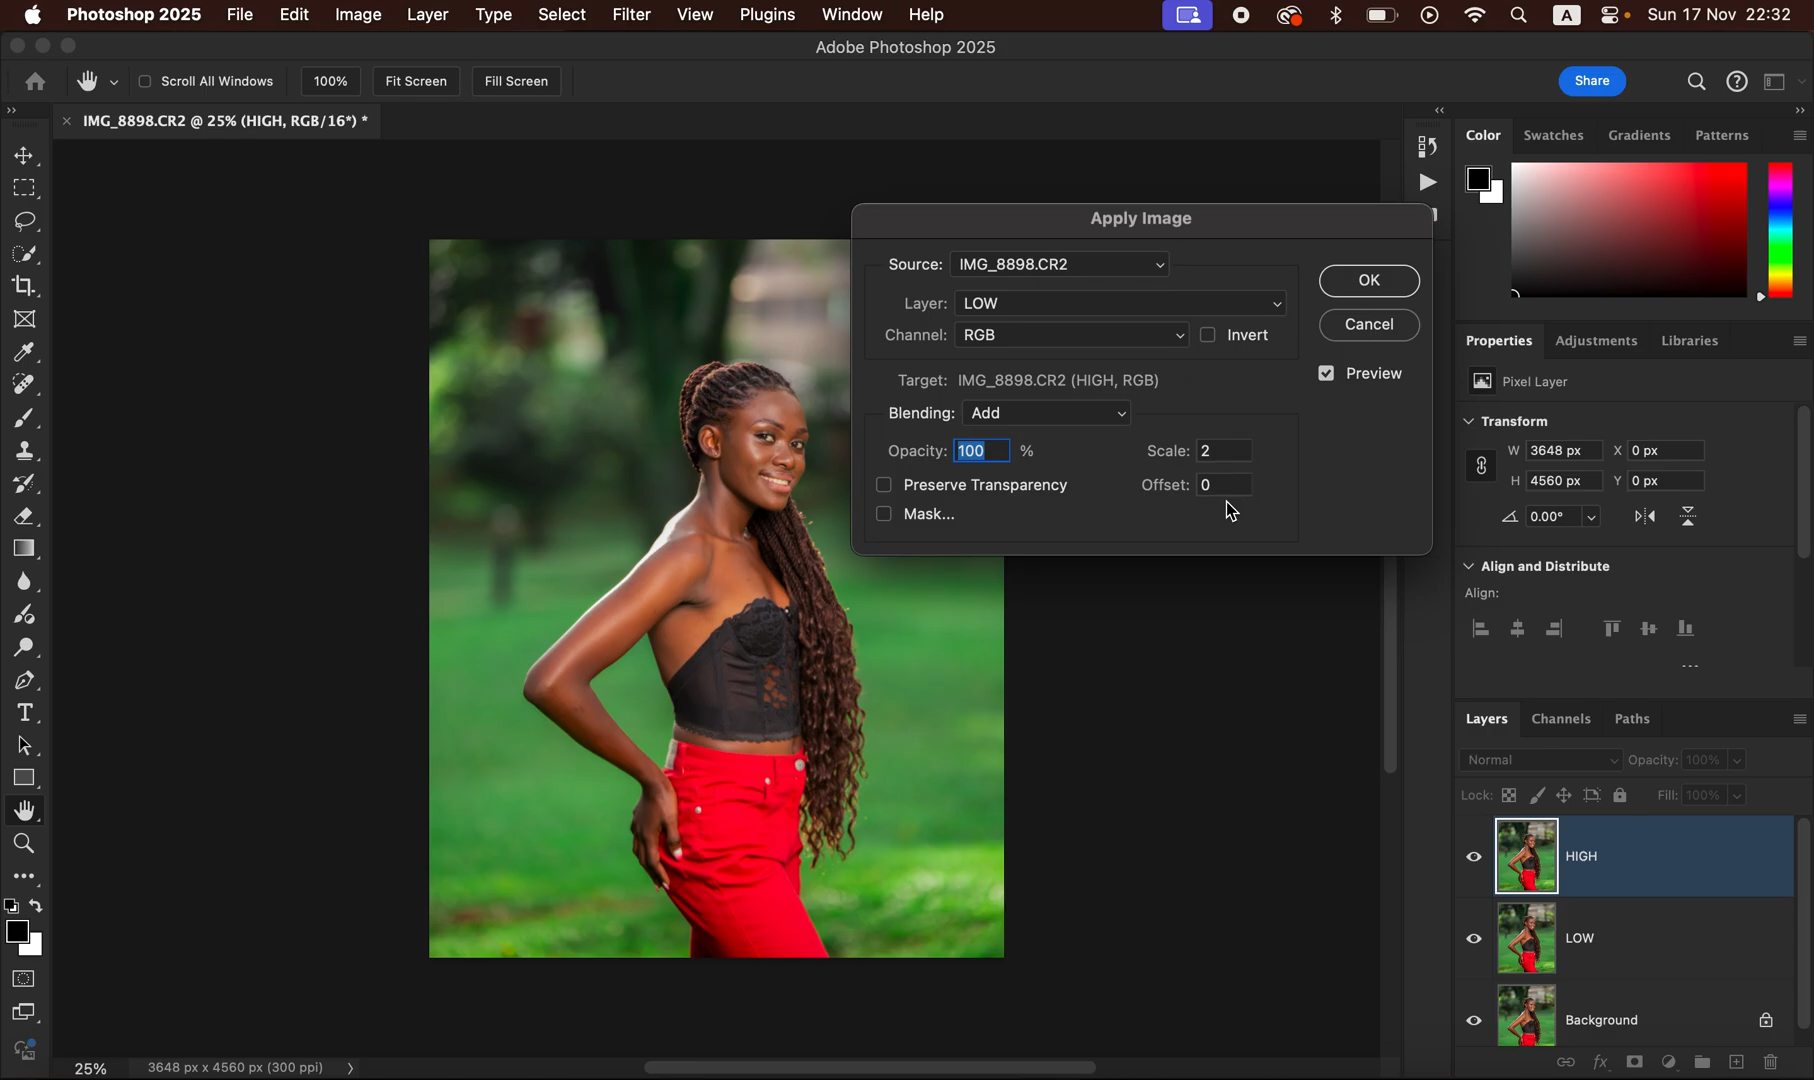 Photoshop 2025 File Edit Image Layer Type Select Filter View Plugins Window Help A Sun 17 Nov 22:32
Adobe Photoshop 2025
Scroll All Windows 100% Fit Screen Fill Screen Share
× IMG_8898.CR2 @ 25% (HIGH, RGB/16*) *
Color Swatches Gradients Patterns
Apply Image
Source: IMG_8898.CR2
OK
Layer: LOW
Channel: RGB Invert
Cancel
Preview
Target: IMG_8898.CR2 (HIGH, RGB)
Blending: Add
Opacity: 100 % Scale: 2
Preserve Transparency Offset: 0
Mask...
Properties Adjustments Libraries
Pixel Layer
Transform
W 3648 px X 0 px
H 4560 px Y 0 px
0.00°
Align and Distribute
Align:
Layers Channels Paths
Normal Opacity: 100%
Lock: Fill: 100%
HIGH
LOW
Background
25% 3648 px x 4560 px (300 ppi)